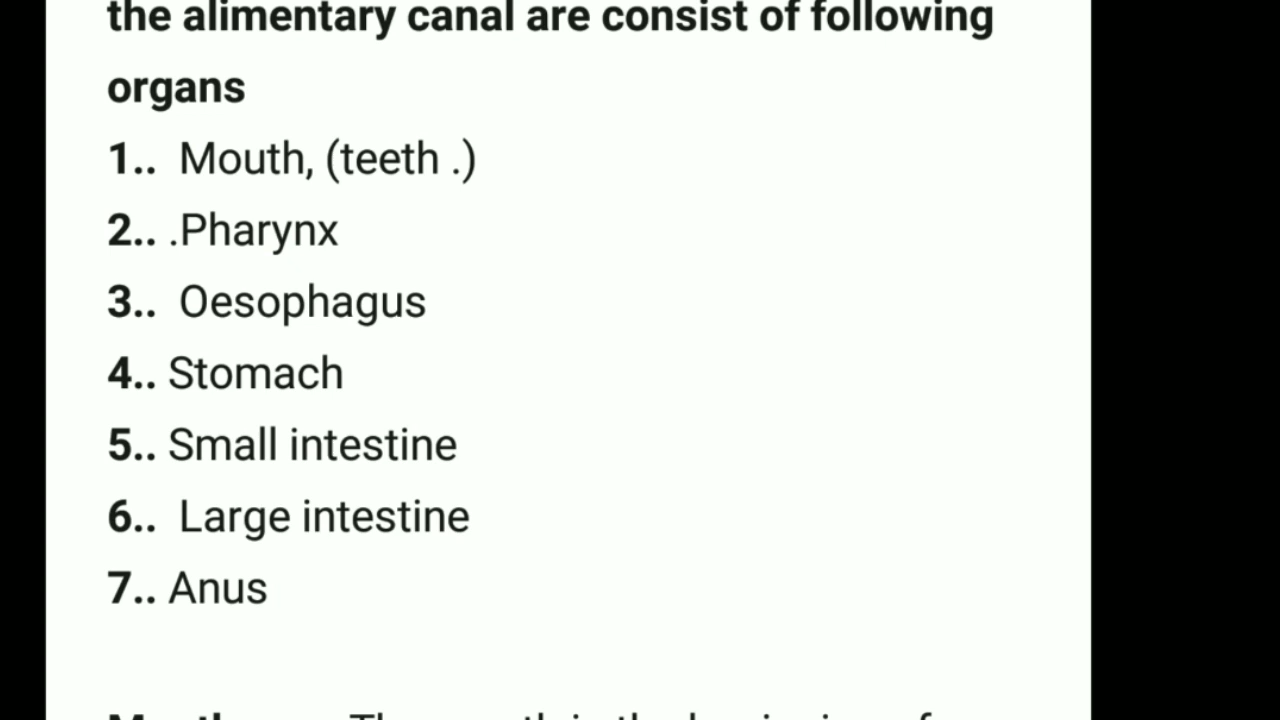 the alimentary canal are consist of following
organs
1.. Mouth, (teeth .)
2.. .Pharynx
3.. Oesophagus
4.. Stomach
5.. Small intestine
6.. Large intestine
7.. Anus